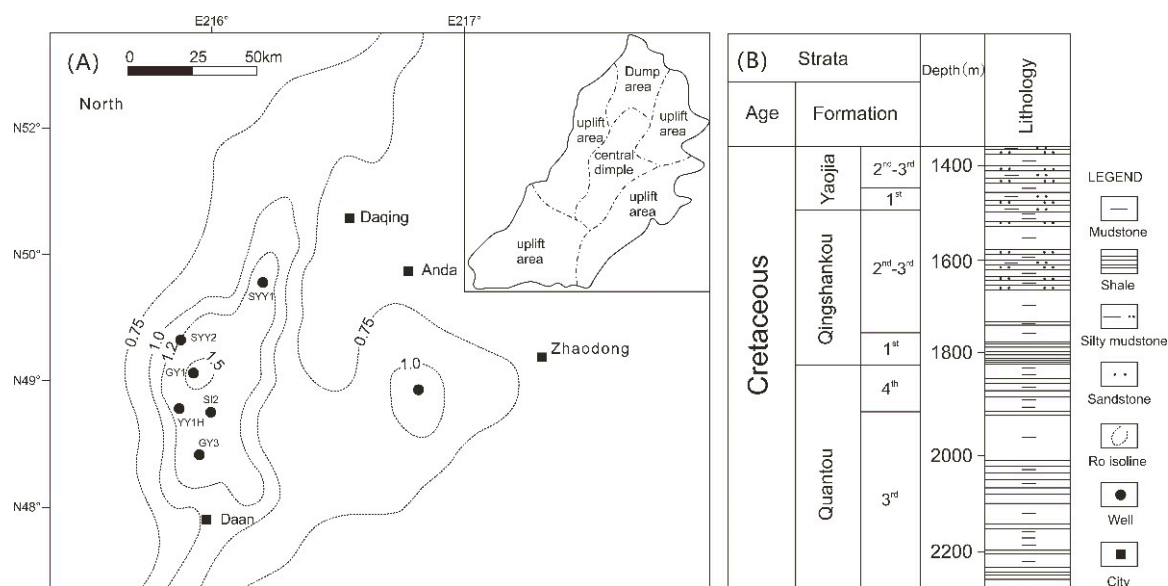 E216°
E217°
(A)
0 25 50km
North
N52°
N50°
N49°
N48°
0.75
1.0
1.2
1.5
0.75
1.0
Daqing
Anda
Zhaodong
Daan
SYY1
SYY2
GY1
SI2
YY1H
GY3
Dump
area
uplift
area
uplift
area
central
dimple
uplift
area
uplift
area
(B) Strata
Depth(m)
Lithology
Age
Formation
Cretaceous
Yaojia
2nd-3rd
1st
Qingshankou
2nd-3rd
1st
Quantou
4th
3rd
1400
1600
1800
2000
2200
LEGEND
Mudstone
Shale
Silty mudstone
Sandstone
Ro isoline
Well
City